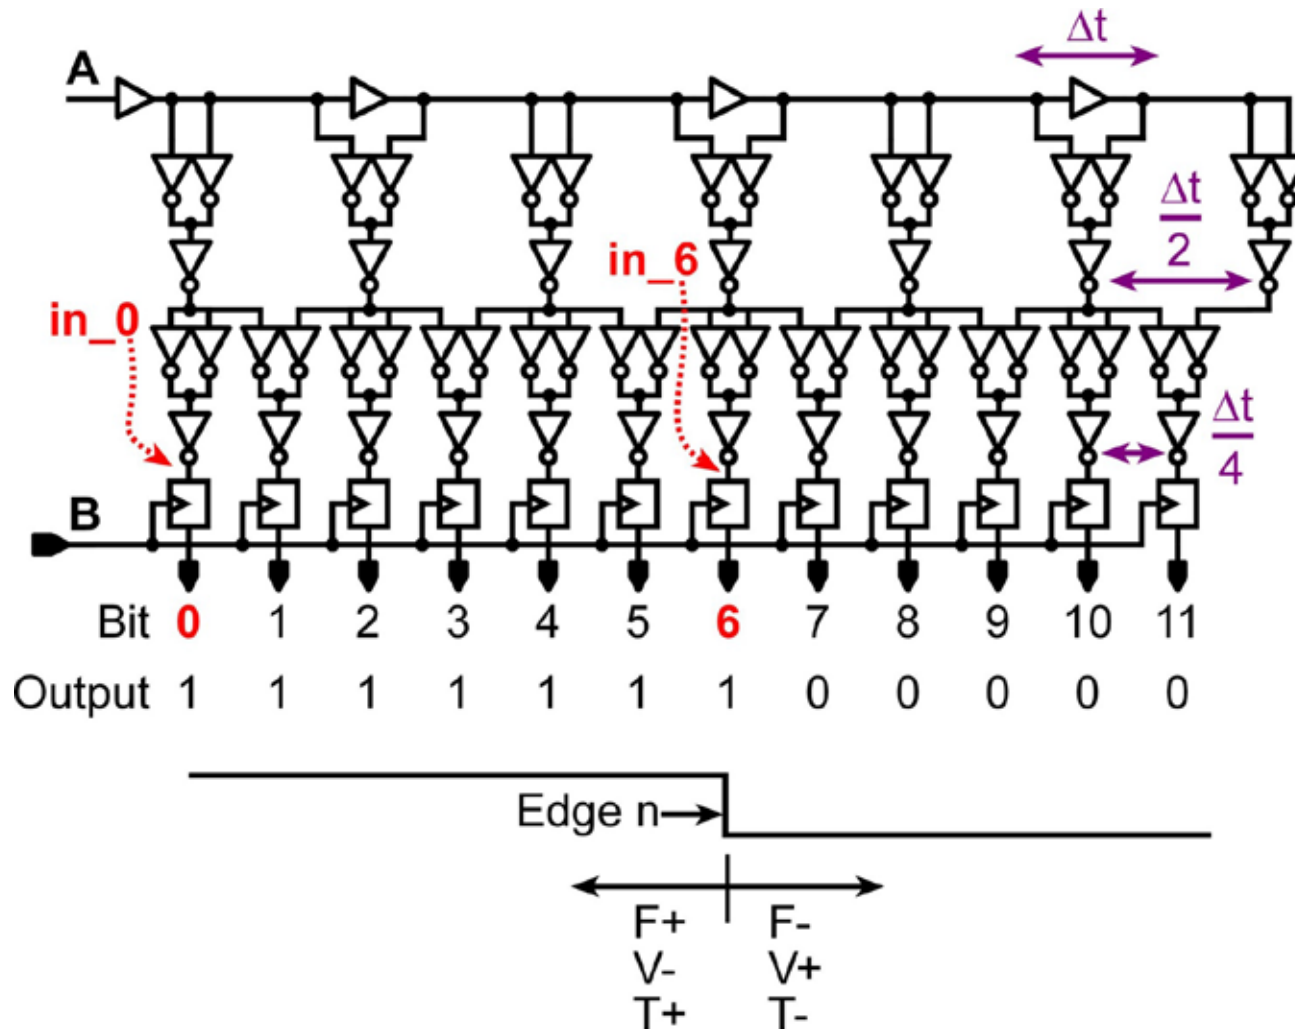 Δt
A
Δt
2
in_6
in_0
Δt
4
B
Bit 0 1 2 3 4 5 6 7 8 9 10 11
Output 1 1 1 1 1 1 1 0 0 0 0 0
Edge n
F+ F-
V- V+
T+ T-